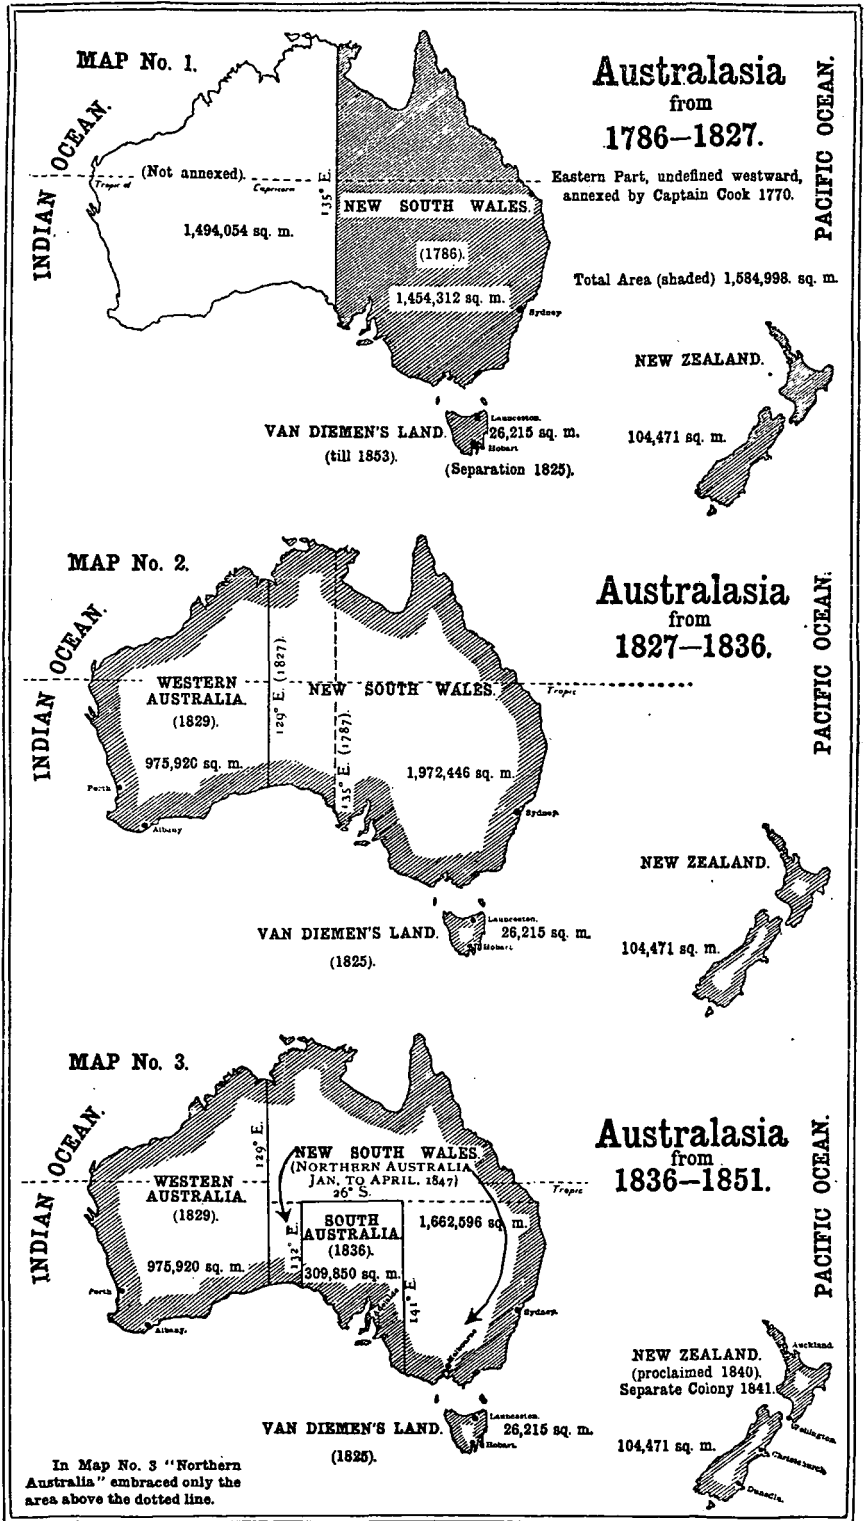 MAP No. 1.
Australasia
from
1786—1827.
Eastern Part, undefined westward,
annexed by Captain Cook 1770.
INDIAN OCEAN.
PACIFIC OCEAN.
(Not annexed).
Tropic of Capricorn
135° E.
1,494,054 sq. m.
NEW SOUTH WALES.
(1786).
1,454,312 sq. m.
Total Area (shaded) 1,584,998. sq. m.
Sydney
NEW ZEALAND.
104,471 sq. m.
VAN DIEMEN'S LAND.
(till 1853).
Launceston.
26,215 sq. m.
Hobart
(Separation 1825).
MAP No. 2.
Australasia
from
1827—1836.
INDIAN OCEAN.
PACIFIC OCEAN.
WESTERN
AUSTRALIA.
(1829).
975,920 sq. m.
129° E. (1827).
135° E. (1787).
NEW SOUTH WALES.
Tropic
1,972,446 sq. m.
Perth
Albany
Sydney.
NEW ZEALAND.
104,471 sq. m.
VAN DIEMEN'S LAND.
(1825).
Launceston.
26,215 sq. m.
Hobart.
MAP No. 3.
Australasia
from
1836—1851.
INDIAN OCEAN.
PACIFIC OCEAN.
129° E.
NEW SOUTH WALES.
(NORTHERN AUSTRALIA
JAN. TO APRIL. 1847)
26° S.
Tropic
WESTERN
AUSTRALIA.
(1829).
975,920 sq. m.
132° E.
SOUTH
AUSTRALIA.
(1836).
309,850 sq. m.
141° E.
1,662,596 sq. m.
Perth
Albany.
Adelaide
Melbourne
Sydney
NEW ZEALAND.
(proclaimed 1840).
Separate Colony 1841.
104,471 sq. m.
Auckland.
Wellington.
Christchurch.
Dunedin.
VAN DIEMEN'S LAND.
(1825).
Launceston.
26,215 sq. m.
Hobart.
In Map No. 3 "Northern
Australia" embraced only the
area above the dotted line.